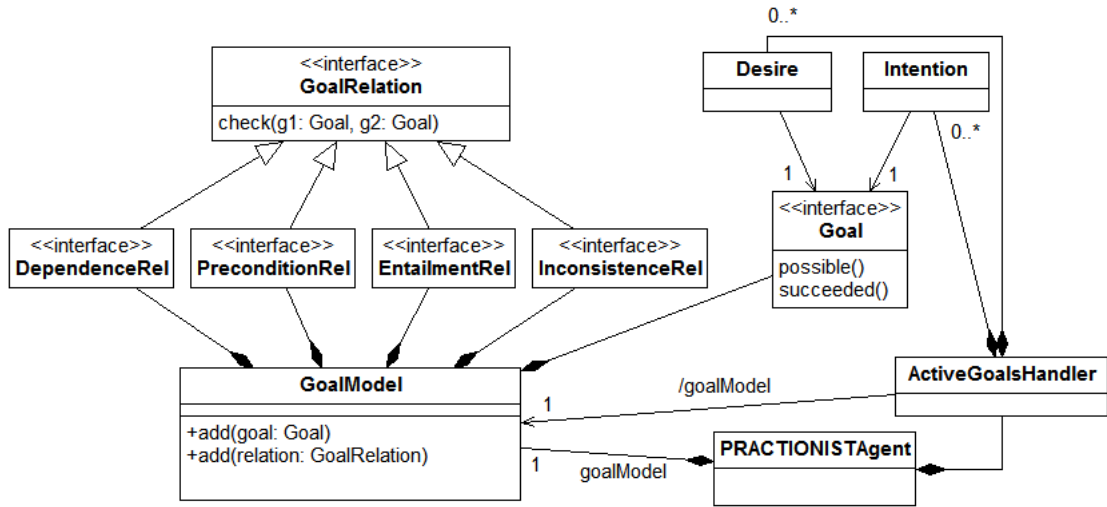 0..*
<<interface>>
GoalRelation
check(g1: Goal, g2: Goal)
Desire
Intention
0..*
1
1
<<interface>>
Goal
possible()
succeeded()
<<interface>>
DependenceRel
<<interface>>
PreconditionRel
<<interface>>
EntailmentRel
<<interface>>
InconsistenceRel
GoalModel
+add(goal: Goal)
+add(relation: GoalRelation)
1
/goalModel
ActiveGoalsHandler
1
goalModel
PRACTIONISTAgent